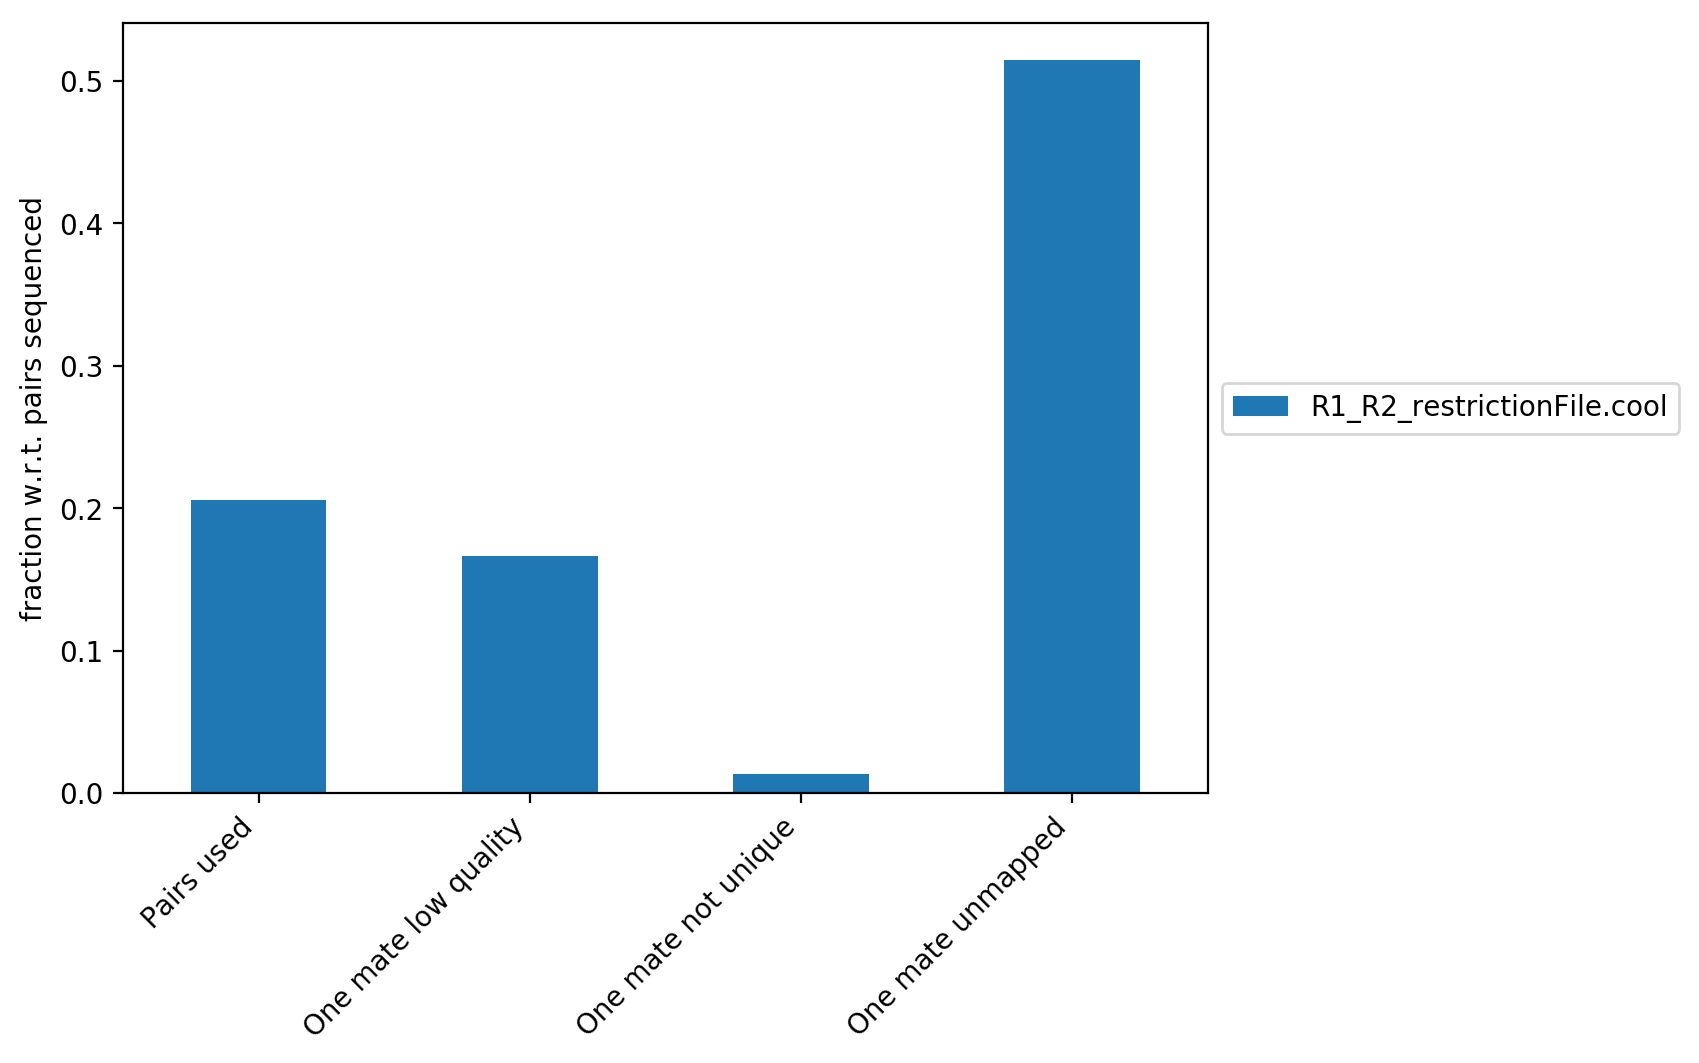 fraction w.r.t. pairs sequenced
0.5
0.4
0.3
0.2
0.1
0.0
Pairs used
One mate low quality
One mate not unique
One mate unmapped
R1_R2_restrictionFile.cool